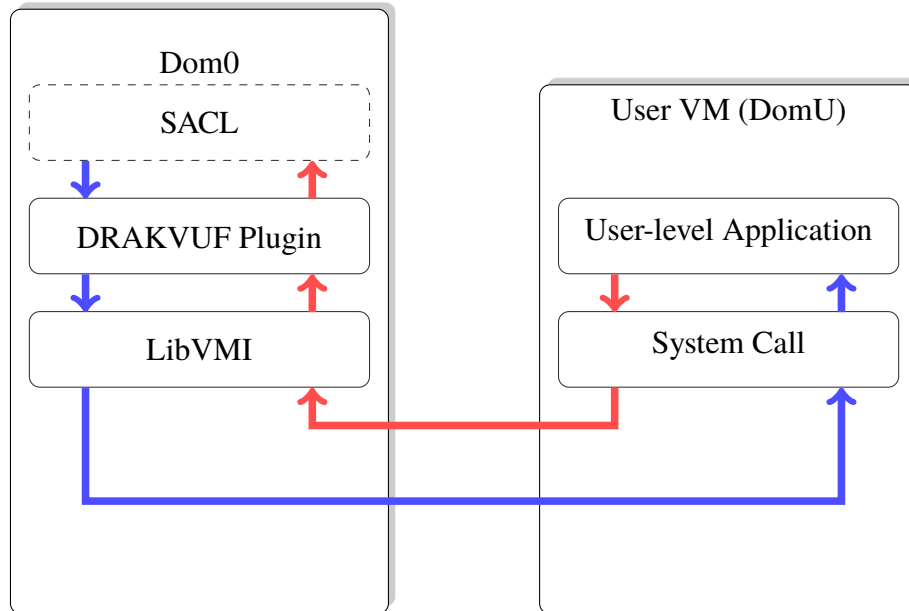 Dom0
SACL
DRAKVUF Plugin
LibVMI
User VM (DomU)
User-level Application
System Call